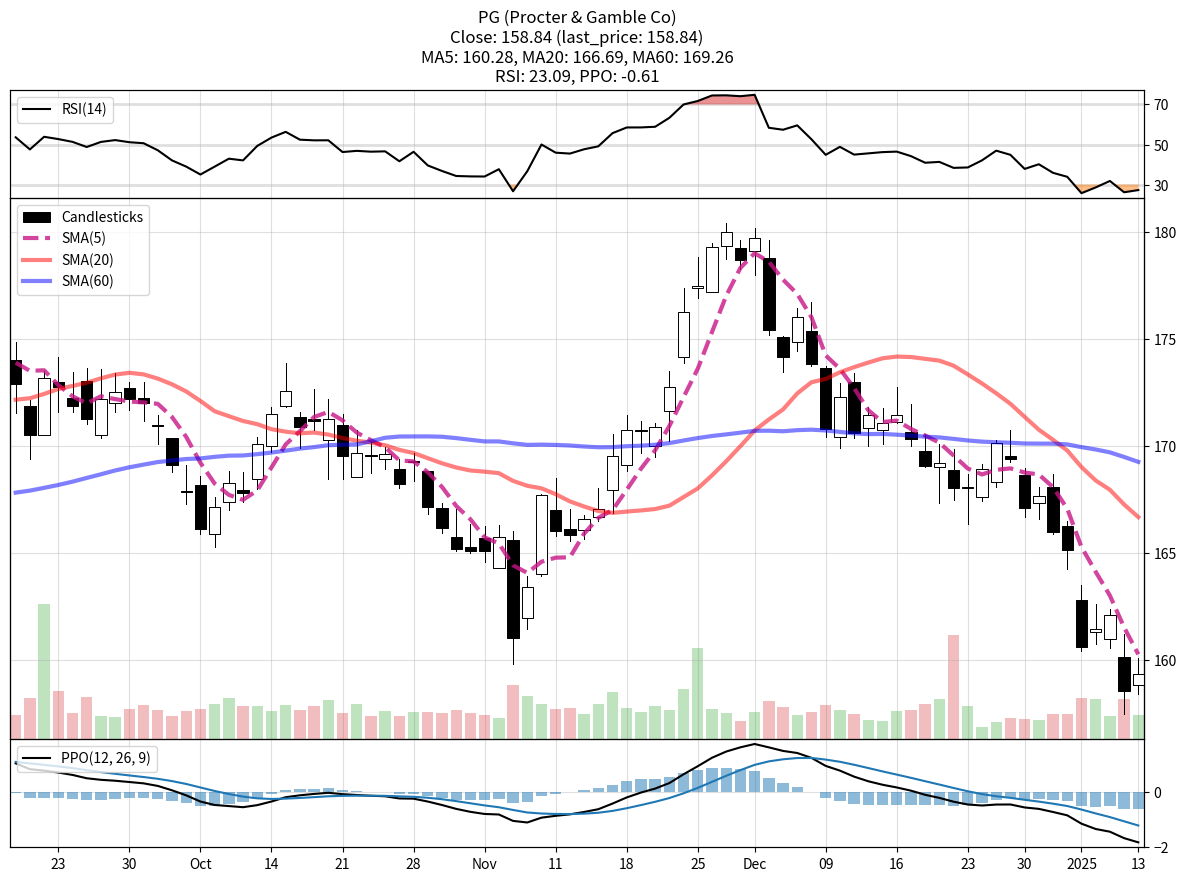 PG (Procter & Gamble Co)
Close: 158.84 (last_price: 158.84)
MA5: 160.28, MA20: 166.69, MA60: 169.26
RSI: 23.09, PPO: -0.61
RSI(14)
70
50
30
Candlesticks
SMA(5)
SMA(20)
SMA(60)
180
175
170
165
160
PPO(12, 26, 9)
0
−2
23 30 Oct 14 21 28 Nov 11 18 25 Dec 09 16 23 30 2025 13